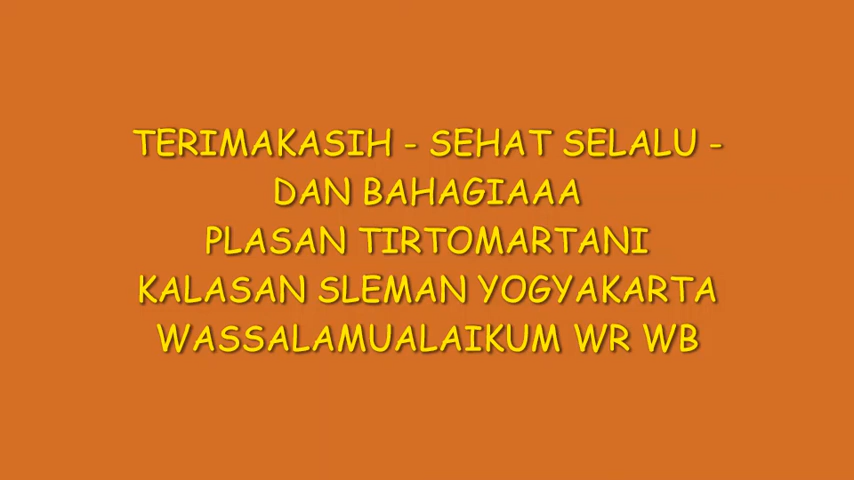 TERIMAKASIH - SEHAT SELALU -
DAN BAHAGIAAA
PLASAN TIRTOMARTANI
KALASAN SLEMAN YOGYAKARTA
WASSALAMUALAIKUM WR WB